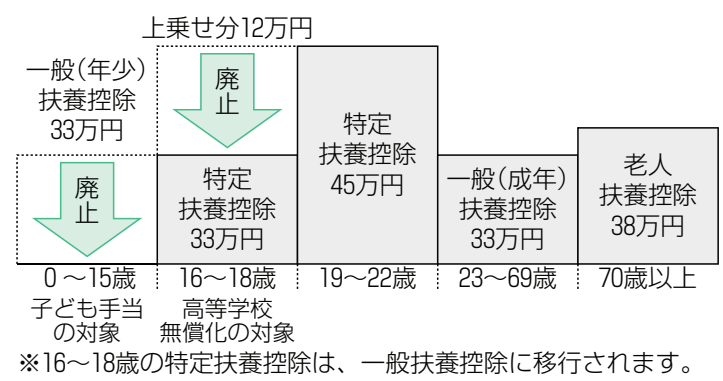 上乗せ分12万円
一般（年少）
扶養控除
33万円
廃止
廃止
特定
扶養控除
33万円
特定
扶養控除
45万円
一般（成年）
扶養控除
33万円
老人
扶養控除
38万円
0～15歳
16～18歳
19～22歳
23～69歳
70歳以上
子ども手当
の対象
高等学校
無償化の対象
※16～18歳の特定扶養控除は、一般扶養控除に移行されます。